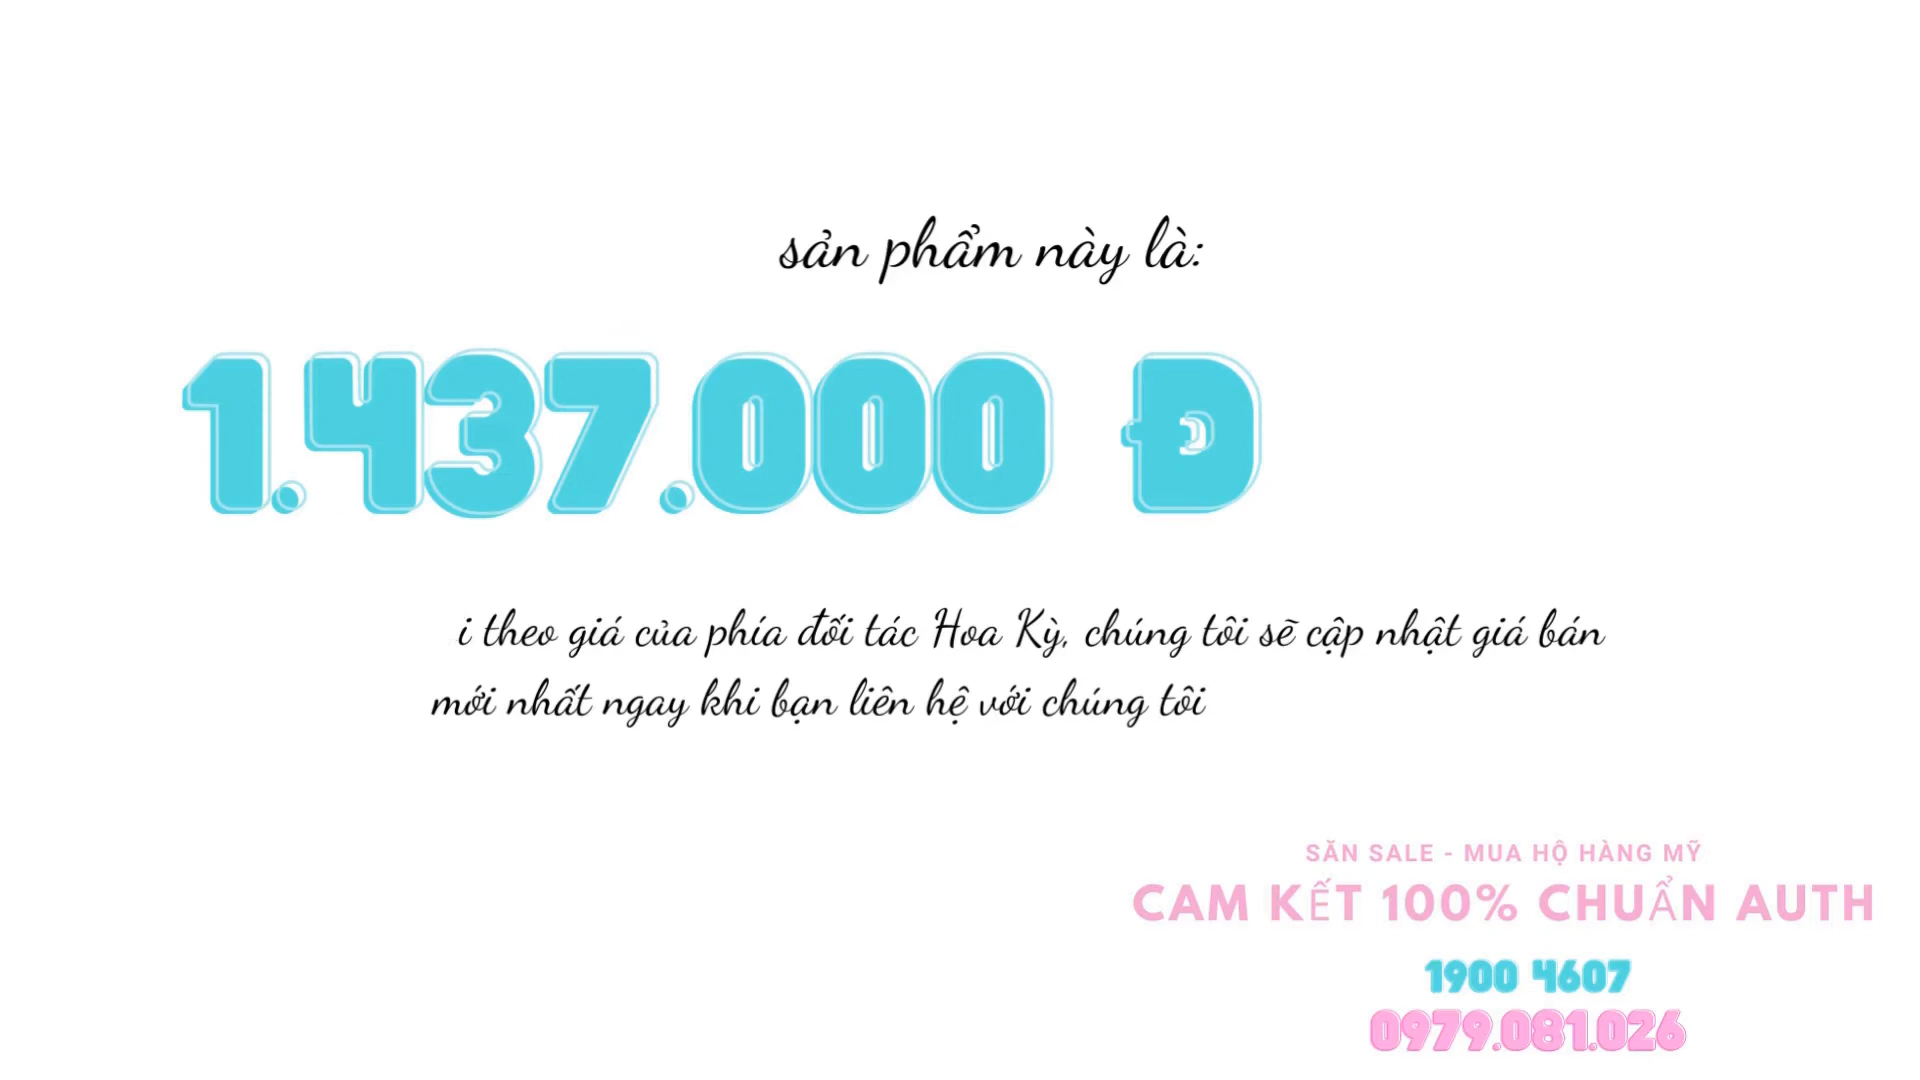 sản phẩm này là:
1.437.000 Đ
i theo giá của phía đối tác Hoa Kỳ, chúng tôi sẽ cập nhật giá bán
mới nhất ngay khi bạn liên hệ với chúng tôi
SĂN SALE - MUA HỘ HÀNG MỸ
CAM KẾT 100% CHUẨN AUTH
1900 4607
0979.081.026